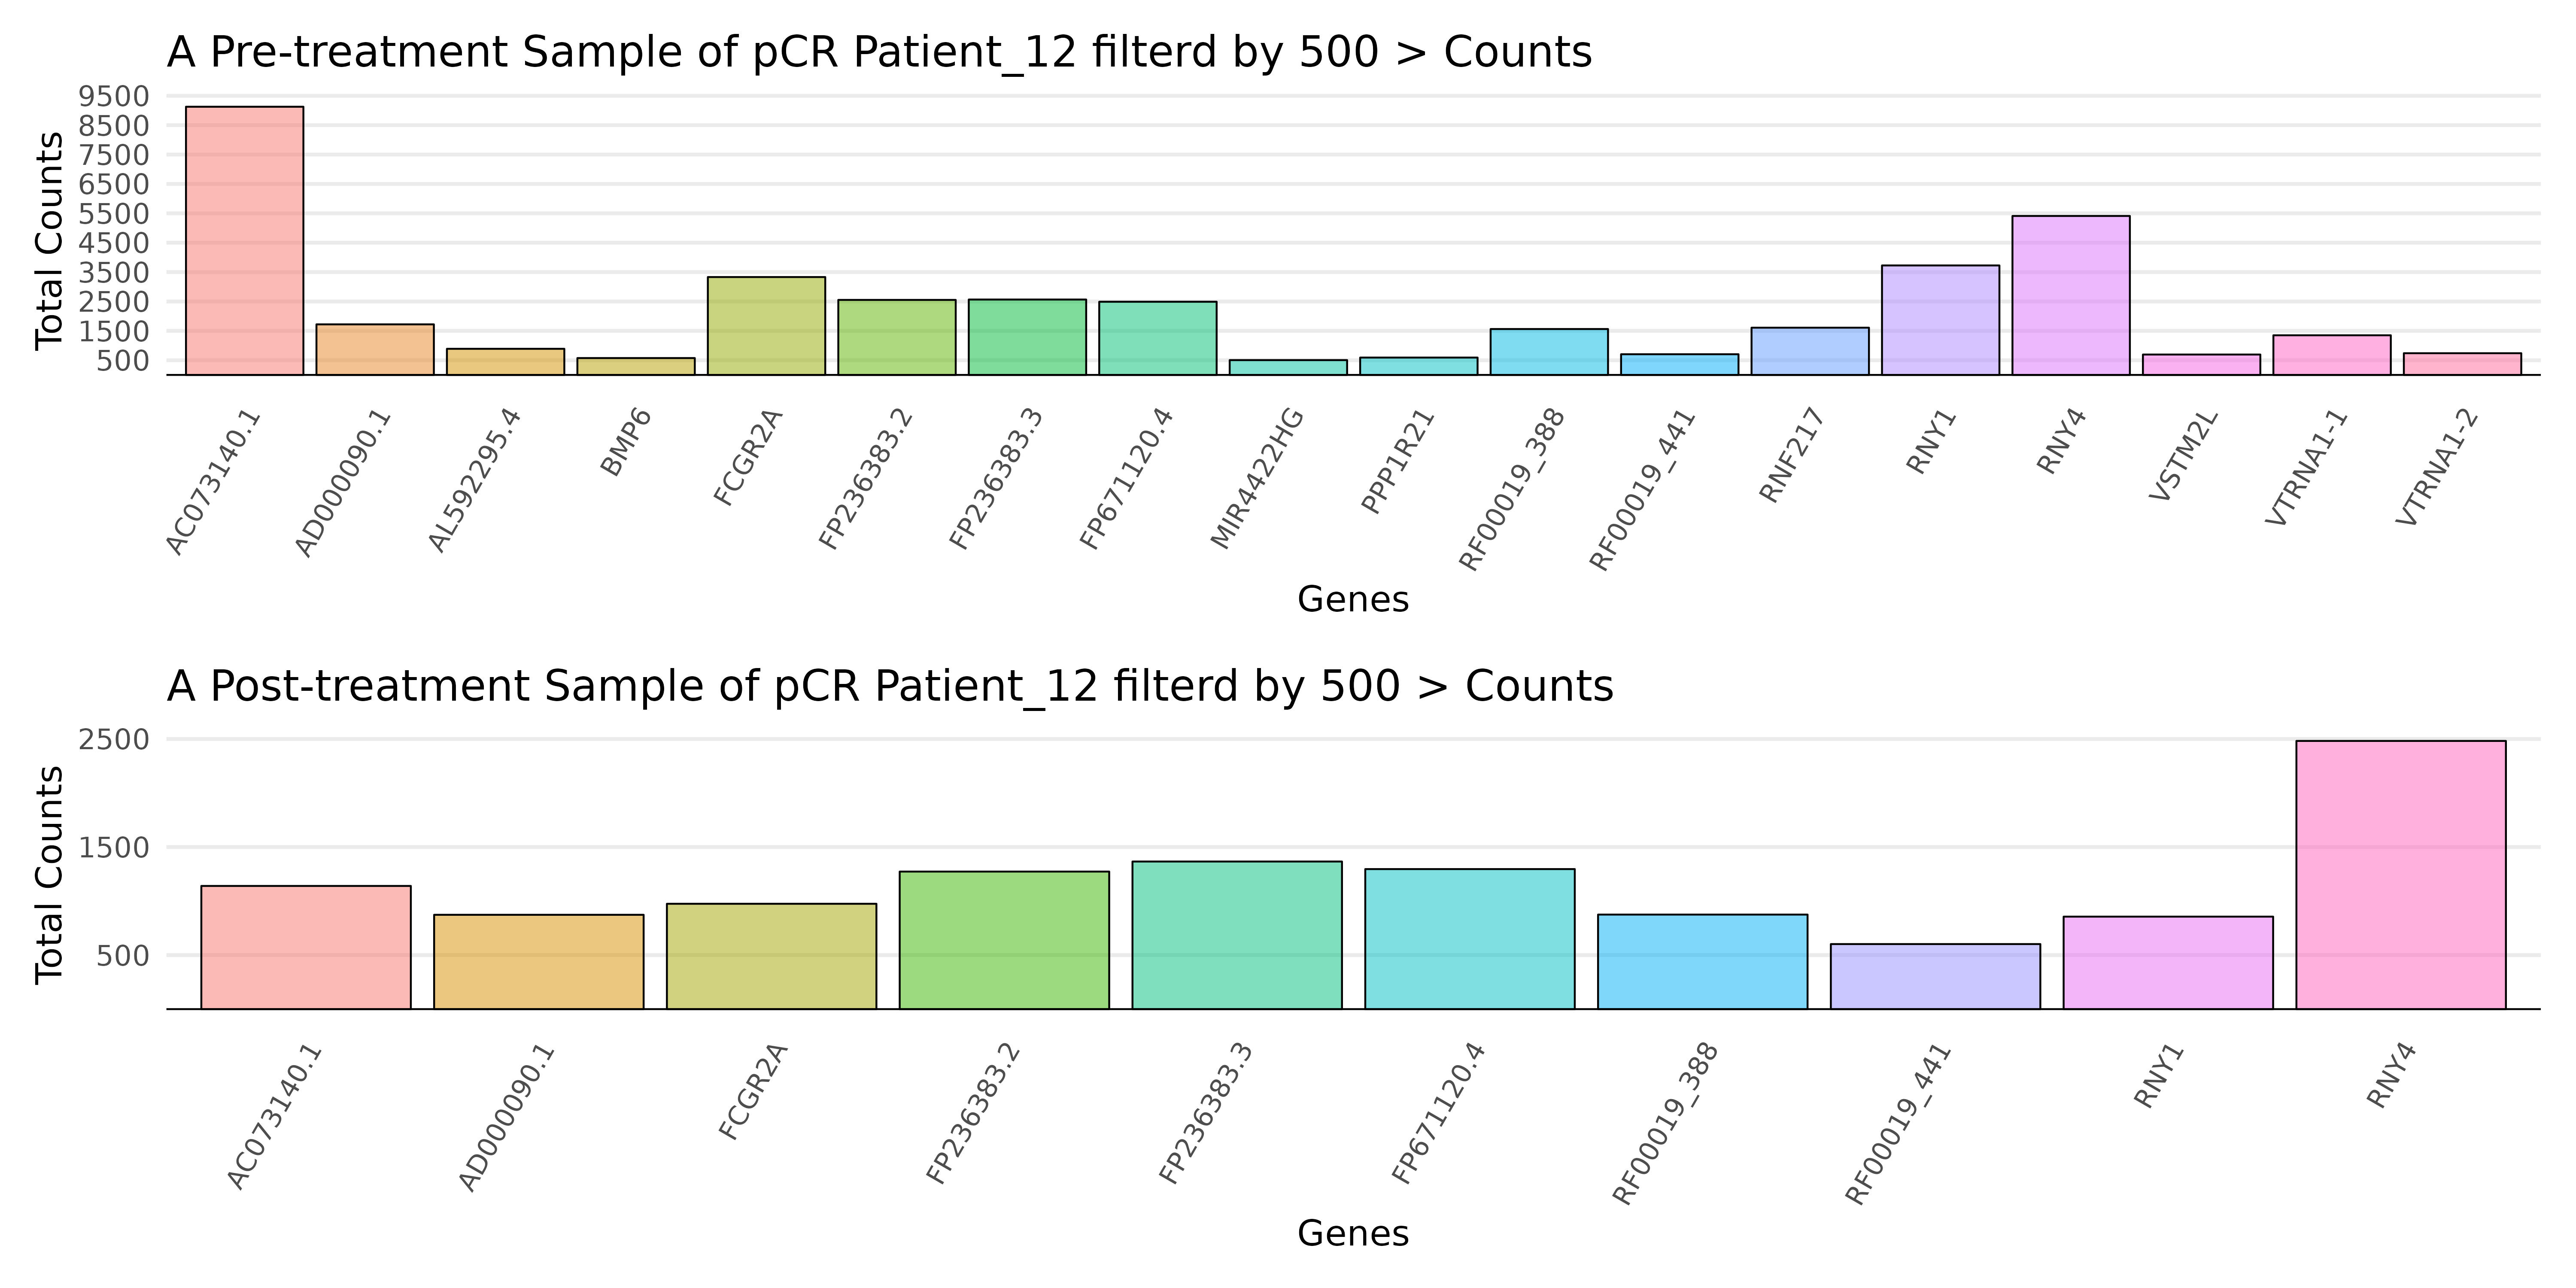 A Pre-treatment Sample of pCR Patient_12 filterd by 500 > Counts
Total Counts
9500
8500
7500
6500
5500
4500
3500
2500
1500
500
AC073140.1
AD000090.1
AL592295.4
BMP6
FCGR2A
FP236383.2
FP236383.3
FP671120.4
MIR4422HG
PPP1R21
RF00019_388
RF00019_441
RNF217
RNY1
RNY4
VSTM2L
VTRNA1-1
VTRNA1-2
Genes
A Post-treatment Sample of pCR Patient_12 filterd by 500 > Counts
Total Counts
2500
1500
500
AC073140.1
AD000090.1
FCGR2A
FP236383.2
FP236383.3
FP671120.4
RF00019_388
RF00019_441
RNY1
RNY4
Genes